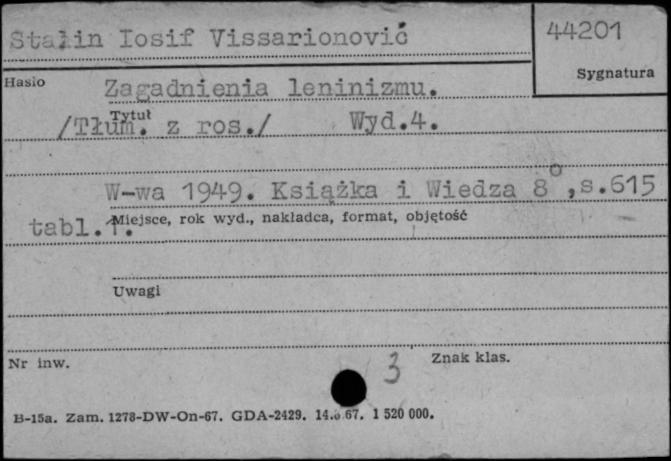 Stalin Iosif Vissarionović
44201
Sygnatura
Hasło
Zagadnienia leninizmu.
Tytuł
/Tłum. z ros./ Wyd.4.
W-wa 1949. Książka i Wiedza 8°,s.615
Miejsce, rok wyd., nakładca, format, objętość
tabl.1.
Uwagi
Nr inw.
3
Znak klas.
B-15a. Zam. 1278-DW-On-67. GDA-2429. 67. 1 520 000.